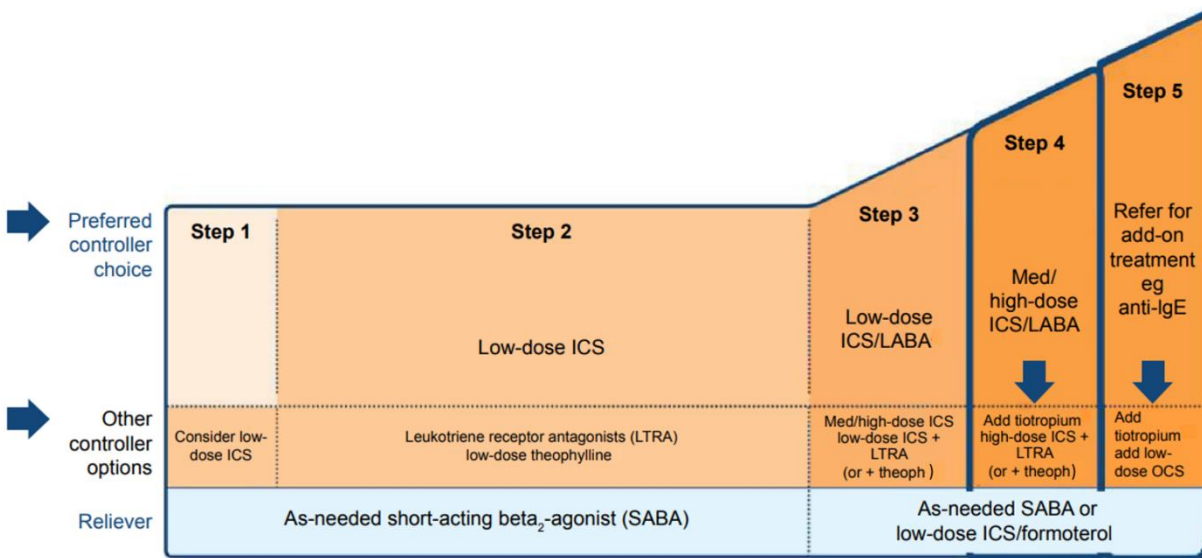 Preferred
controller
choice
Step 1
Step 2
Low-dose ICS
Step 3
Low-dose
ICS/LABA
Step 4
Med/
high-dose
ICS/LABA
Step 5
Refer for
add-on
treatment
eg
anti-IgE
Other
controller
options
Consider low-
dose ICS
Leukotriene receptor antagonists (LTRA)
low-dose theophylline
Med/high-dose ICS
low-dose ICS +
LTRA
(or + theoph )
Add tiotropium
high-dose ICS +
LTRA
(or + theoph)
Add
tiotropium
add low-
dose OCS
Reliever
As-needed short-acting beta₂-agonist (SABA)
As-needed SABA or
low-dose ICS/formoterol